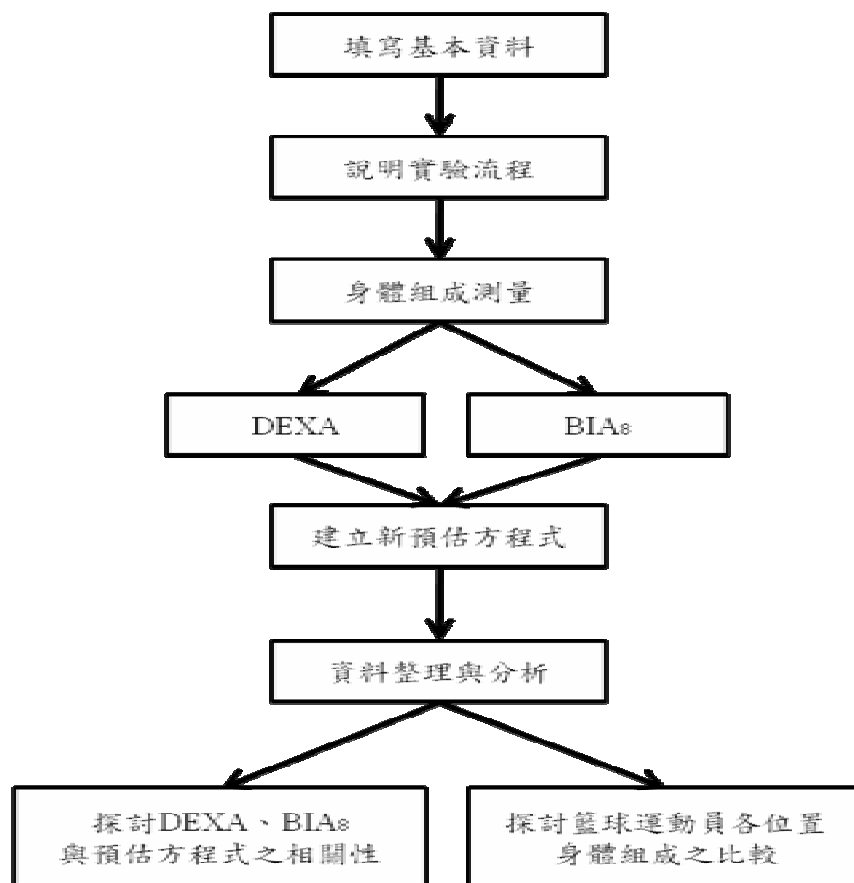 填寫基本資料
說明實驗流程
身體組成測量
DEXA
BIA8
建立新預估方程式
資料整理與分析
探討DEXA、BIA8
與預估方程式之相關性
探討籃球運動員各位置
身體組成之比較